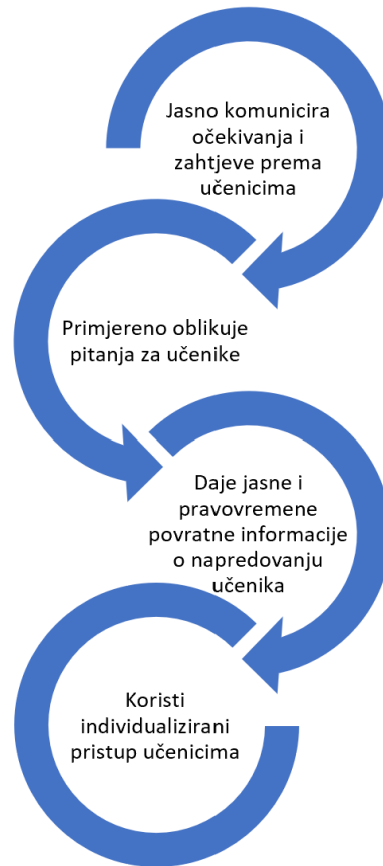 Jasno komunicira
očekivanja i
zahtjeve prema
učenicima
Primjereno oblikuje
pitanja za učenike
Daje jasne i
pravovremene
povratne informacije
o napredovanju
učenika
Koristi
individualizirani
pristup učenicima